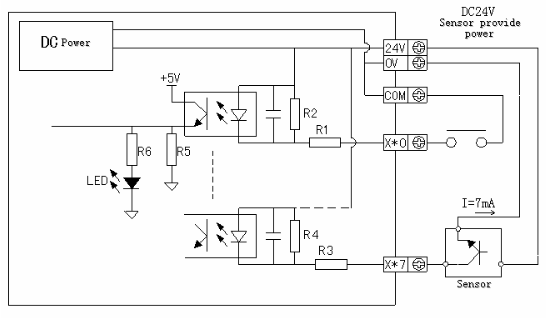 DC24V
Sensor provide
power
DC Power
24V
0V
+5V
COM
R2
R1
X*0
R6
R5
LED
I=7mA
R4
R3
X*7
Sensor